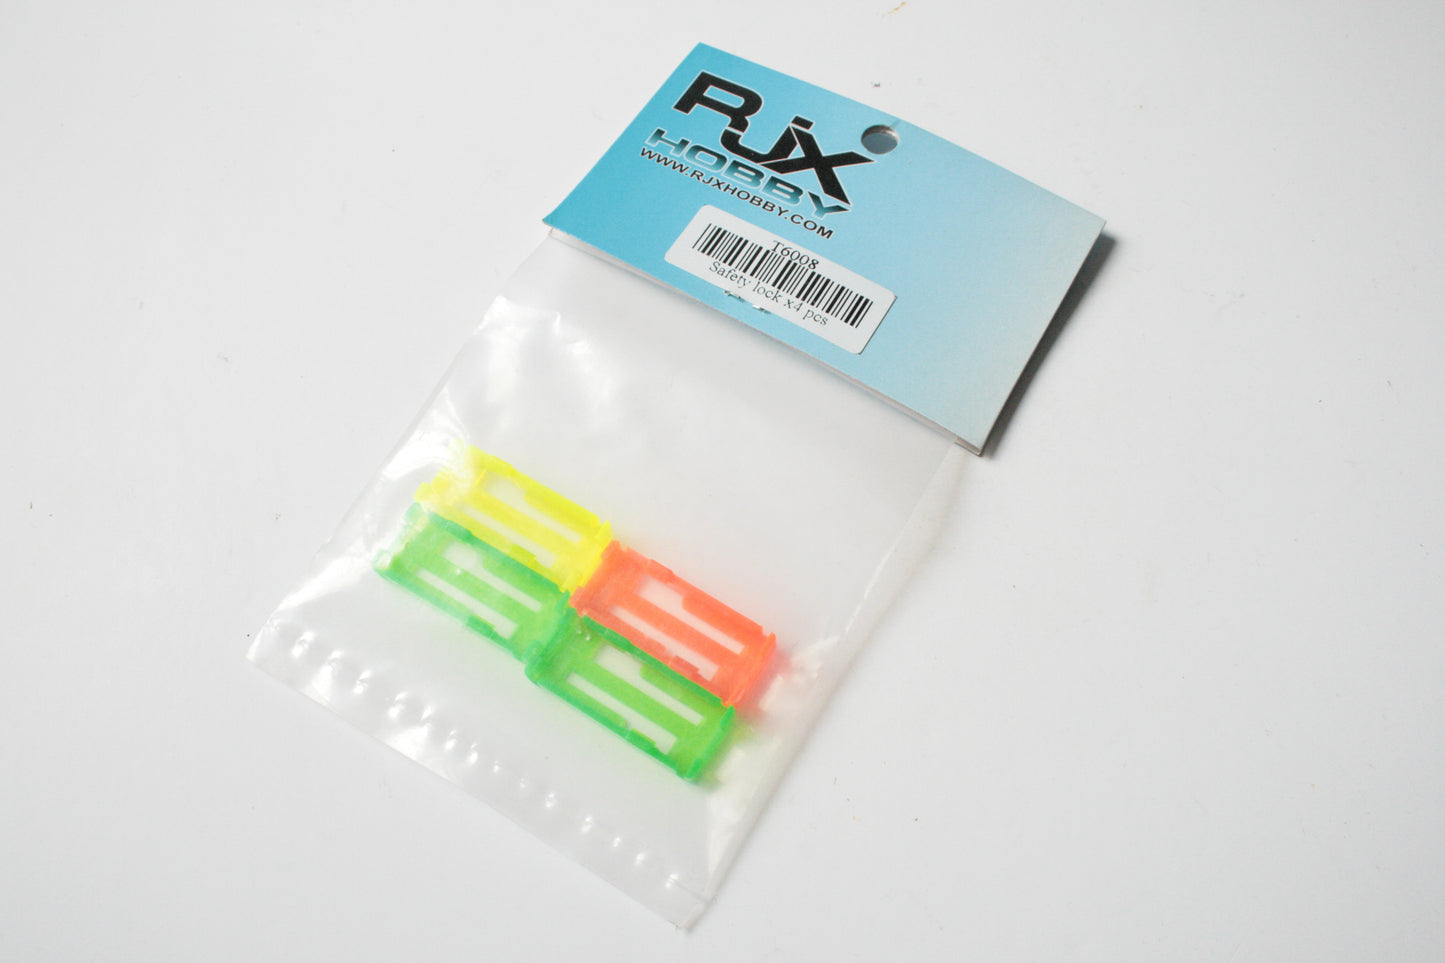 RJX
HOBBY
WWW.RJXHOBBY.COM
T6008
Safety lock x4 pcs